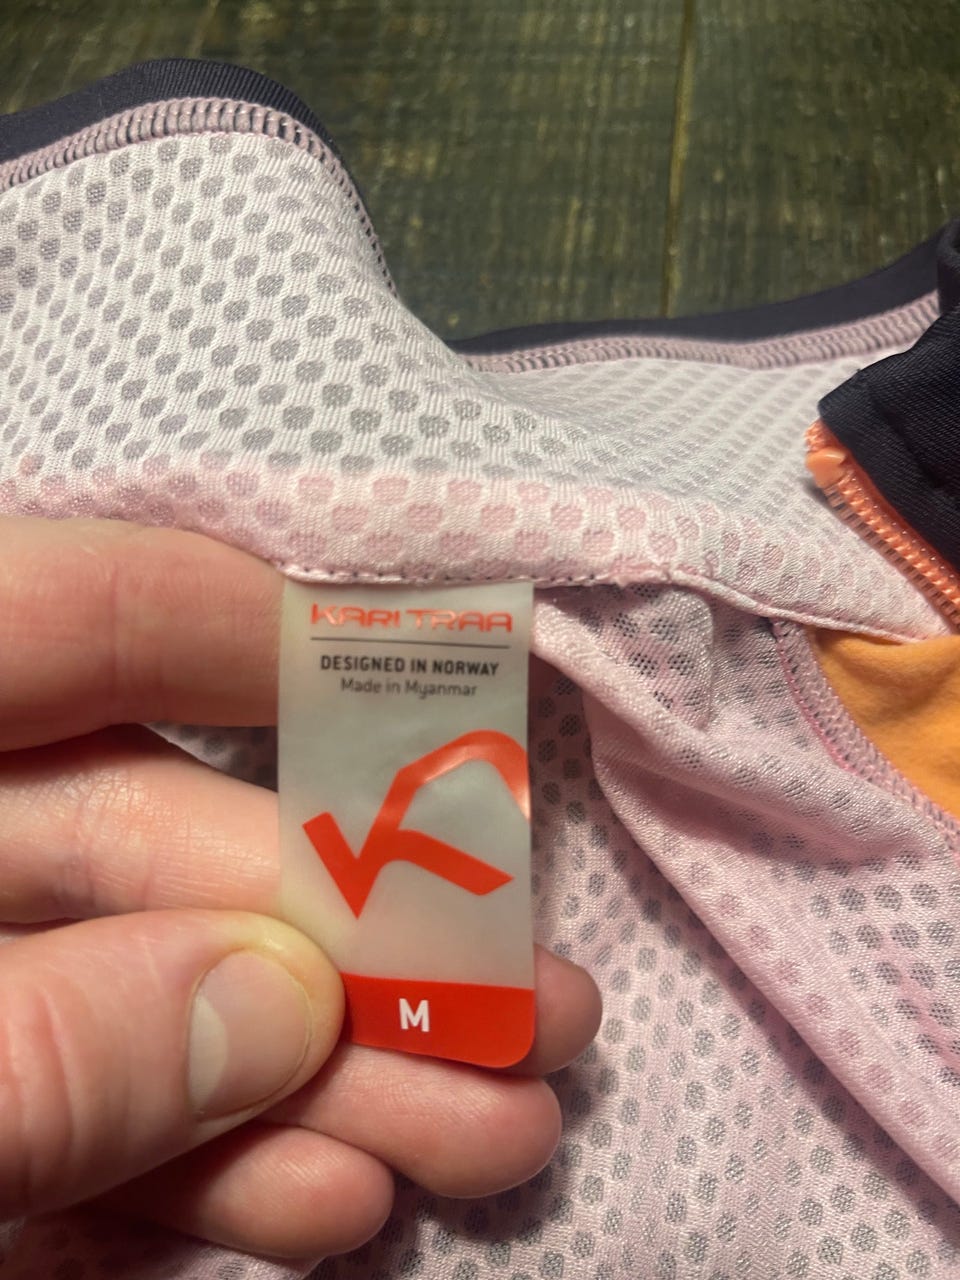 KARI TRAA
DESIGNED IN NORWAY
Made in Myanmar
M